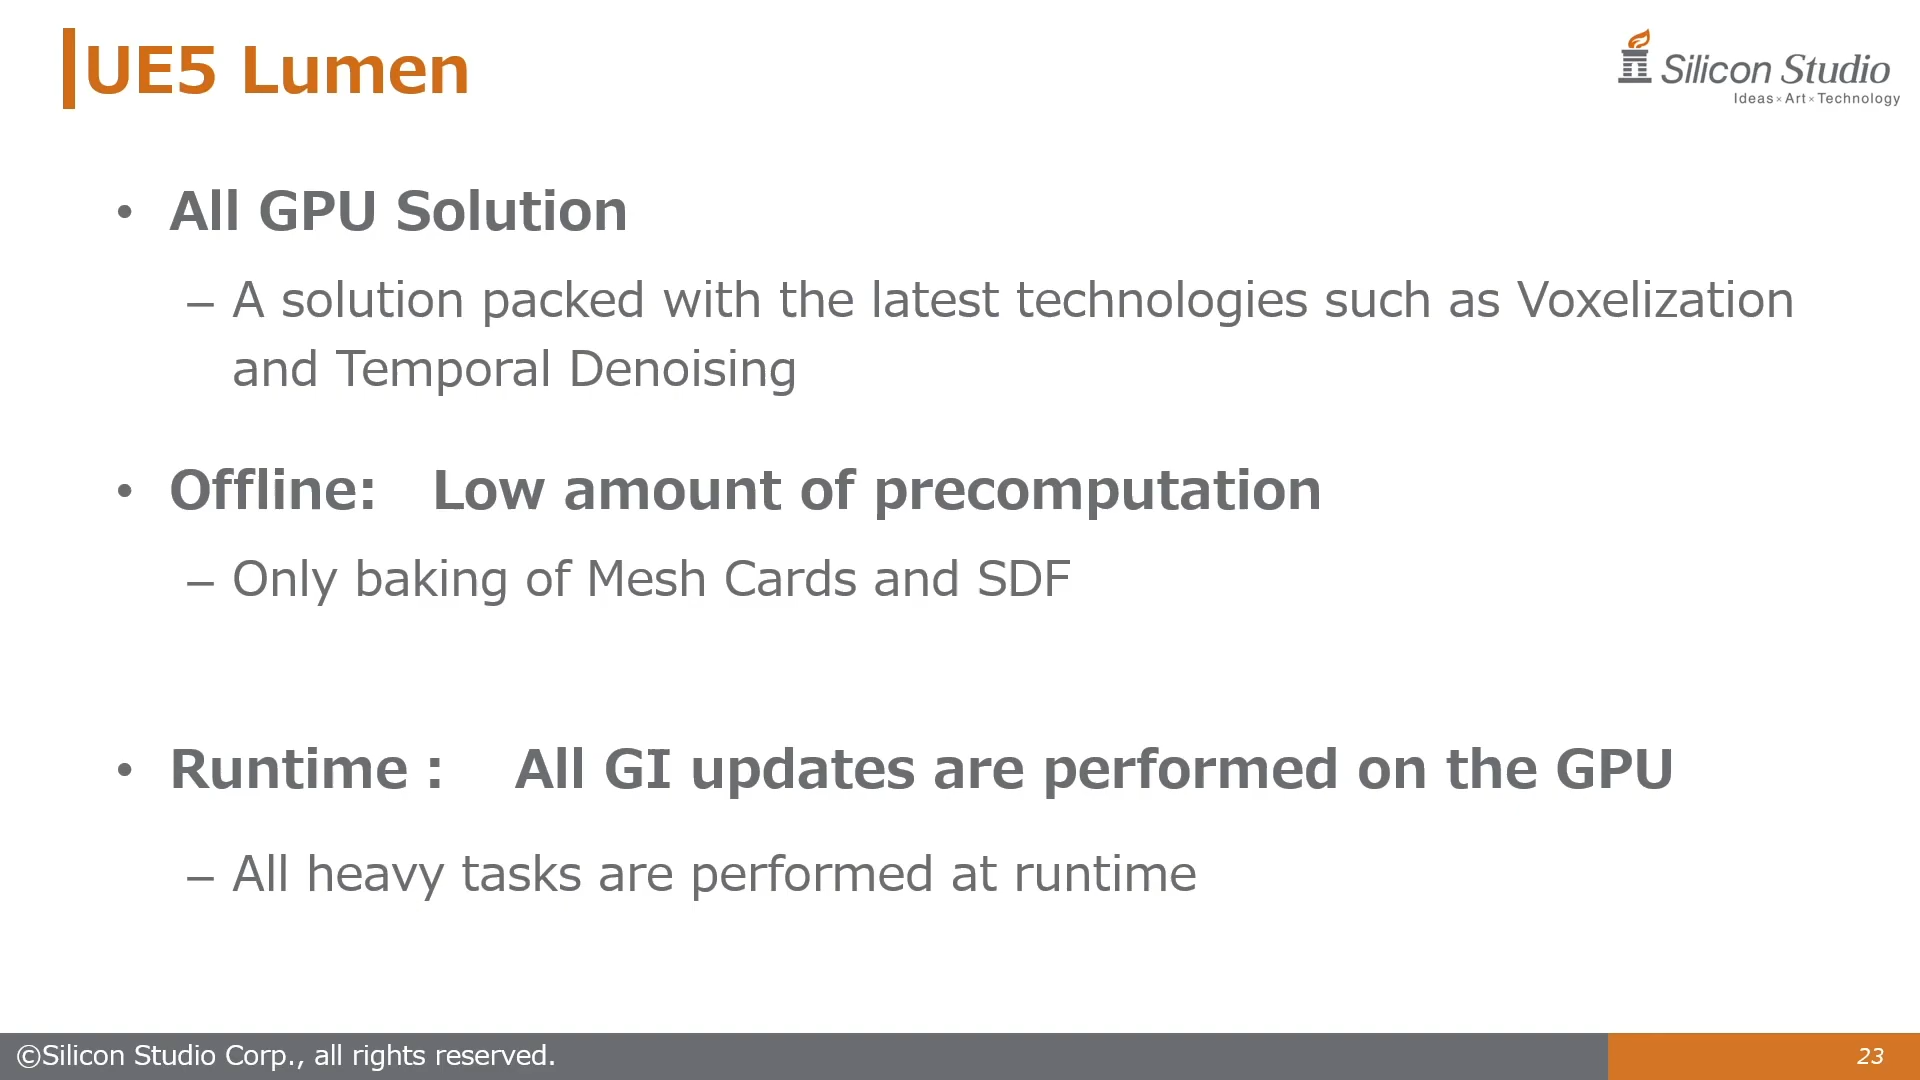 UE5 Lumen
Silicon Studio
Ideas×Art×Technology
• All GPU Solution
– A solution packed with the latest technologies such as Voxelization
and Temporal Denoising
• Offline: Low amount of precomputation
– Only baking of Mesh Cards and SDF
• Runtime : All GI updates are performed on the GPU
– All heavy tasks are performed at runtime
©Silicon Studio Corp., all rights reserved.
23